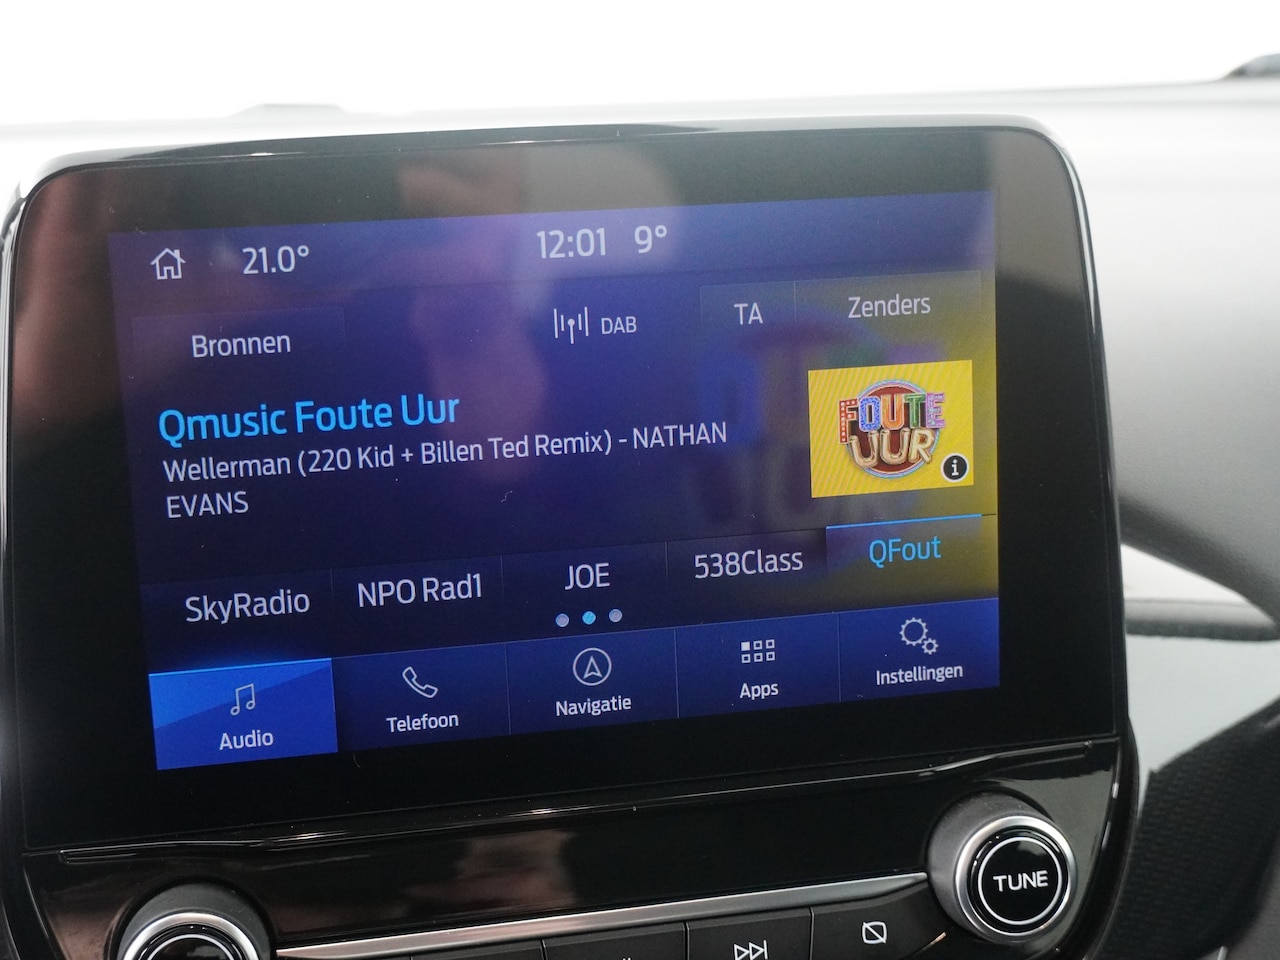 21.0° 12:01 9°
Bronnen DAB TA Zenders
Qmusic Foute Uur
Wellerman (220 Kid + Billen Ted Remix) - NATHAN
EVANS
FOUTE
UUR
i
SkyRadio NPO Rad1 JOE 538Class QFout
Audio Telefoon Navigatie Apps Instellingen
TUNE